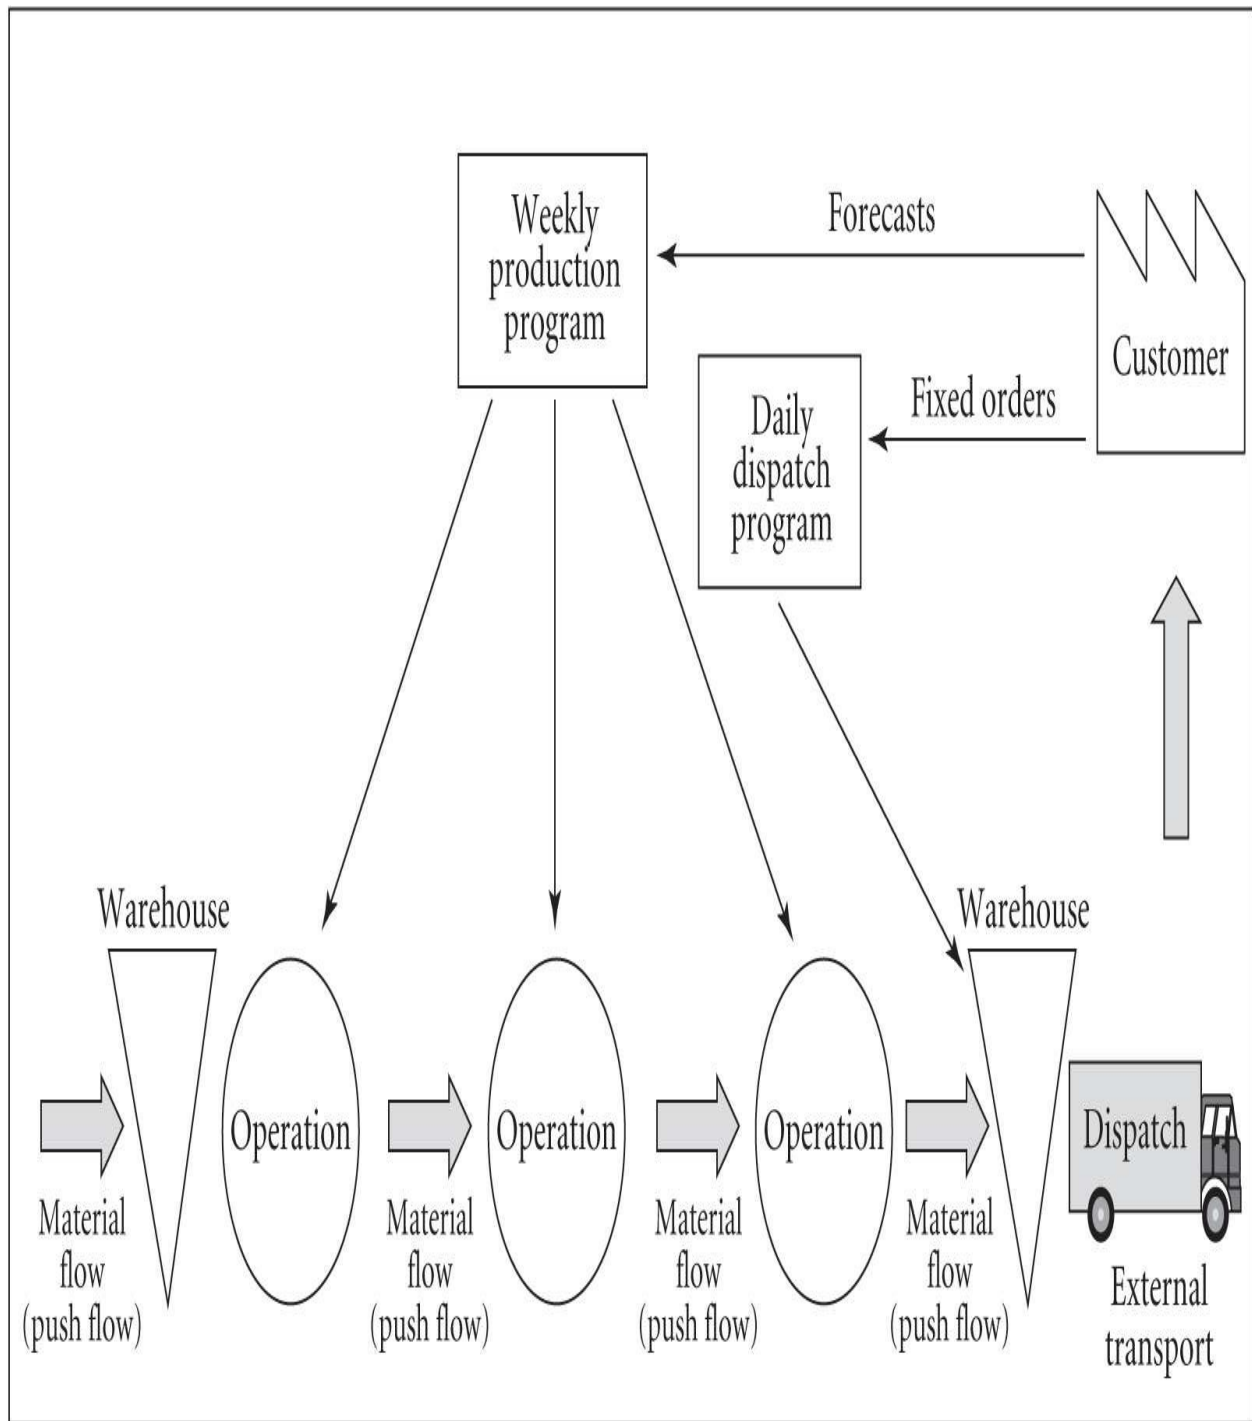 Weekly
production
program
Forecasts
Customer
Daily
dispatch
program
Fixed orders
Warehouse
Warehouse
Operation
Operation
Operation
Dispatch
Material
flow
(push flow)
Material
flow
(push flow)
Material
flow
(push flow)
Material
flow
(push flow)
External
transport